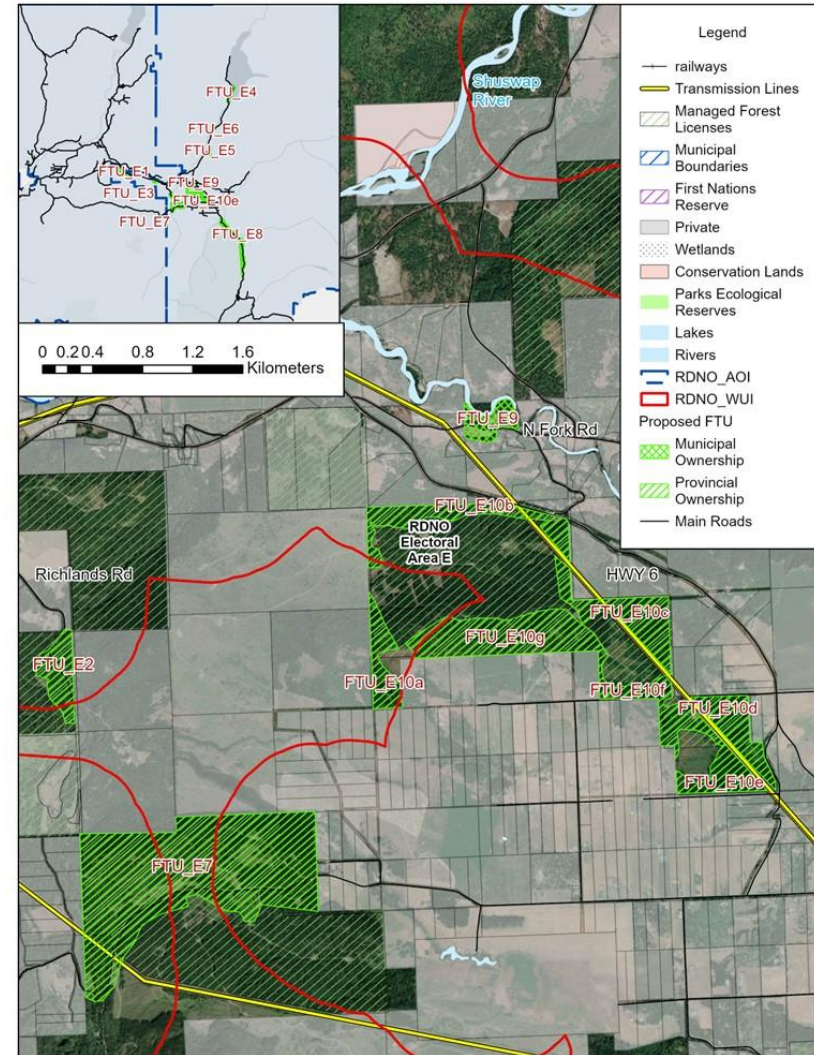 FTU_E4
FTU_E6
FTU_E5
FTU_E1
FTU_E9
FTU_E3
FTU_E10e
FTU_E7
FTU_E8
0 0.2 0.4 0.8 1.2 1.6
Kilometers
Shuswap
River
FTU_E9
N Fork Rd
FTU_E10b
RDNO
Electoral
Area E
Richlands Rd
HWY 6
FTU_E10c
FTU_E10g
FTU_E2
FTU_E10a
FTU_E10f
FTU_E10d
FTU_E10e
FTU_E7
Legend
railways
Transmission Lines
Managed Forest
Licenses
Municipal
Boundaries
First Nations
Reserve
Private
Wetlands
Conservation Lands
Parks Ecological
Reserves
Lakes
Rivers
RDNO_AOI
RDNO_WUI
Proposed FTU
Municipal
Ownership
Provincial
Ownership
Main Roads